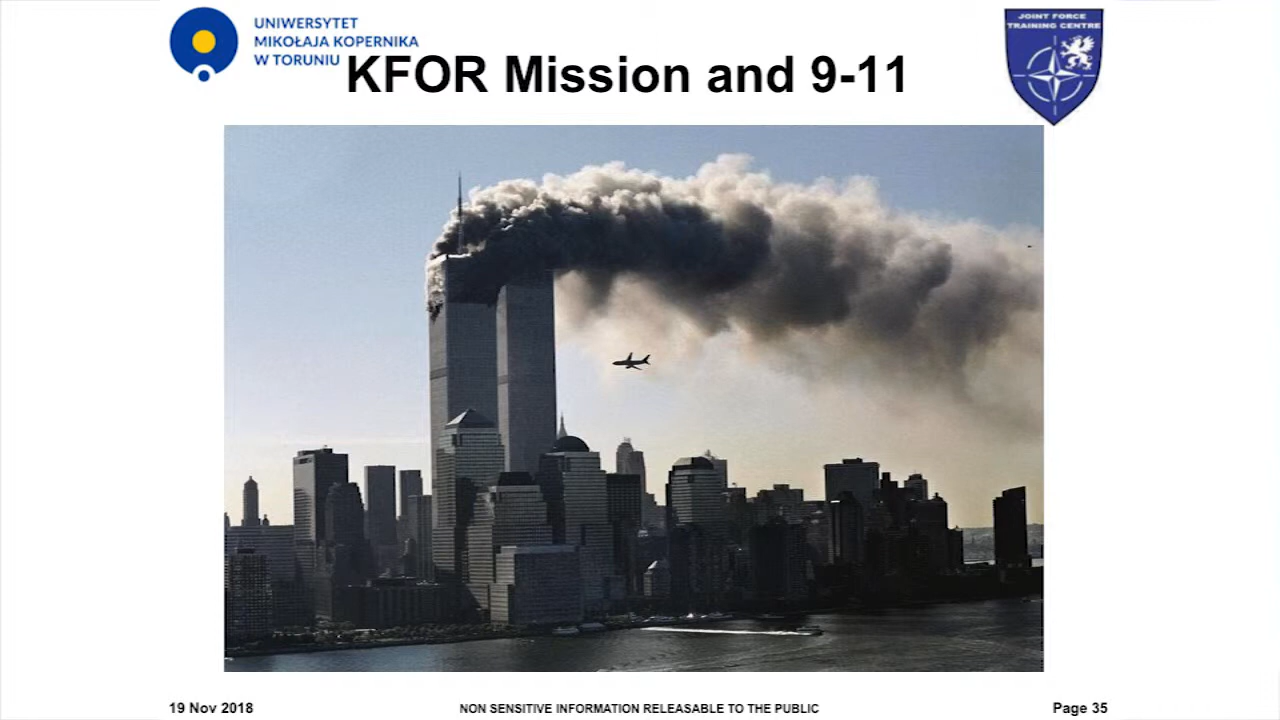 UNIWERSYTET
MIKOŁAJA KOPERNIKA
W TORUNIU
JOINT FORCE
TRAINING CENTRE
KFOR Mission and 9-11
19 Nov 2018
NON SENSITIVE INFORMATION RELEASABLE TO THE PUBLIC
Page 35